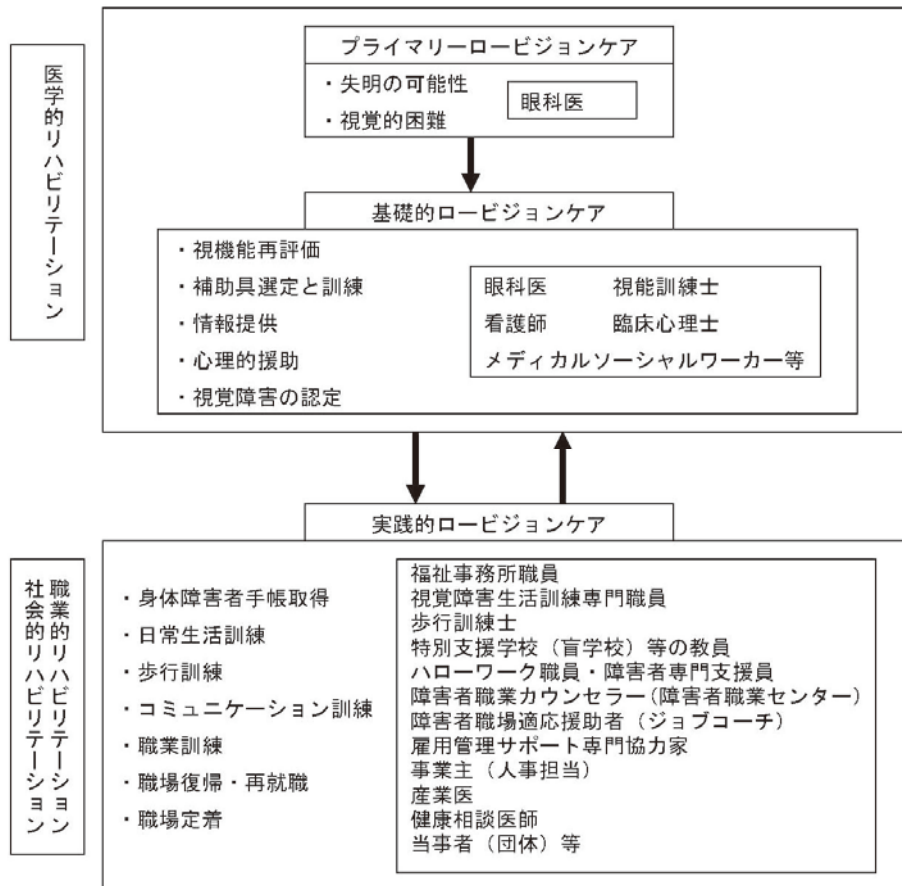 医学的リハビリテーション
プライマリーロービジョンケア
・失明の可能性
・視覚的困難
眼科医
基礎的ロービジョンケア
・視機能再評価
・補助具選定と訓練
・情報提供
・心理的援助
・視覚障害の認定
眼科医 視能訓練士
看護師 臨床心理士
メディカルソーシャルワーカー等
職業的リハビリテーション
社会的リハビリテーション
実践的ロービジョンケア
・身体障害者手帳取得
・日常生活訓練
・歩行訓練
・コミュニケーション訓練
・職業訓練
・職場復帰・再就職
・職場定着
福祉事務所職員
視覚障害生活訓練専門職員
歩行訓練士
特別支援学校（盲学校）等の教員
ハローワーク職員・障害者専門支援員
障害者職業カウンセラー（障害者職業センター）
障害者職場適応援助者（ジョブコーチ）
雇用管理サポート専門協力家
事業主（人事担当）
産業医
健康相談医師
当事者（団体）等